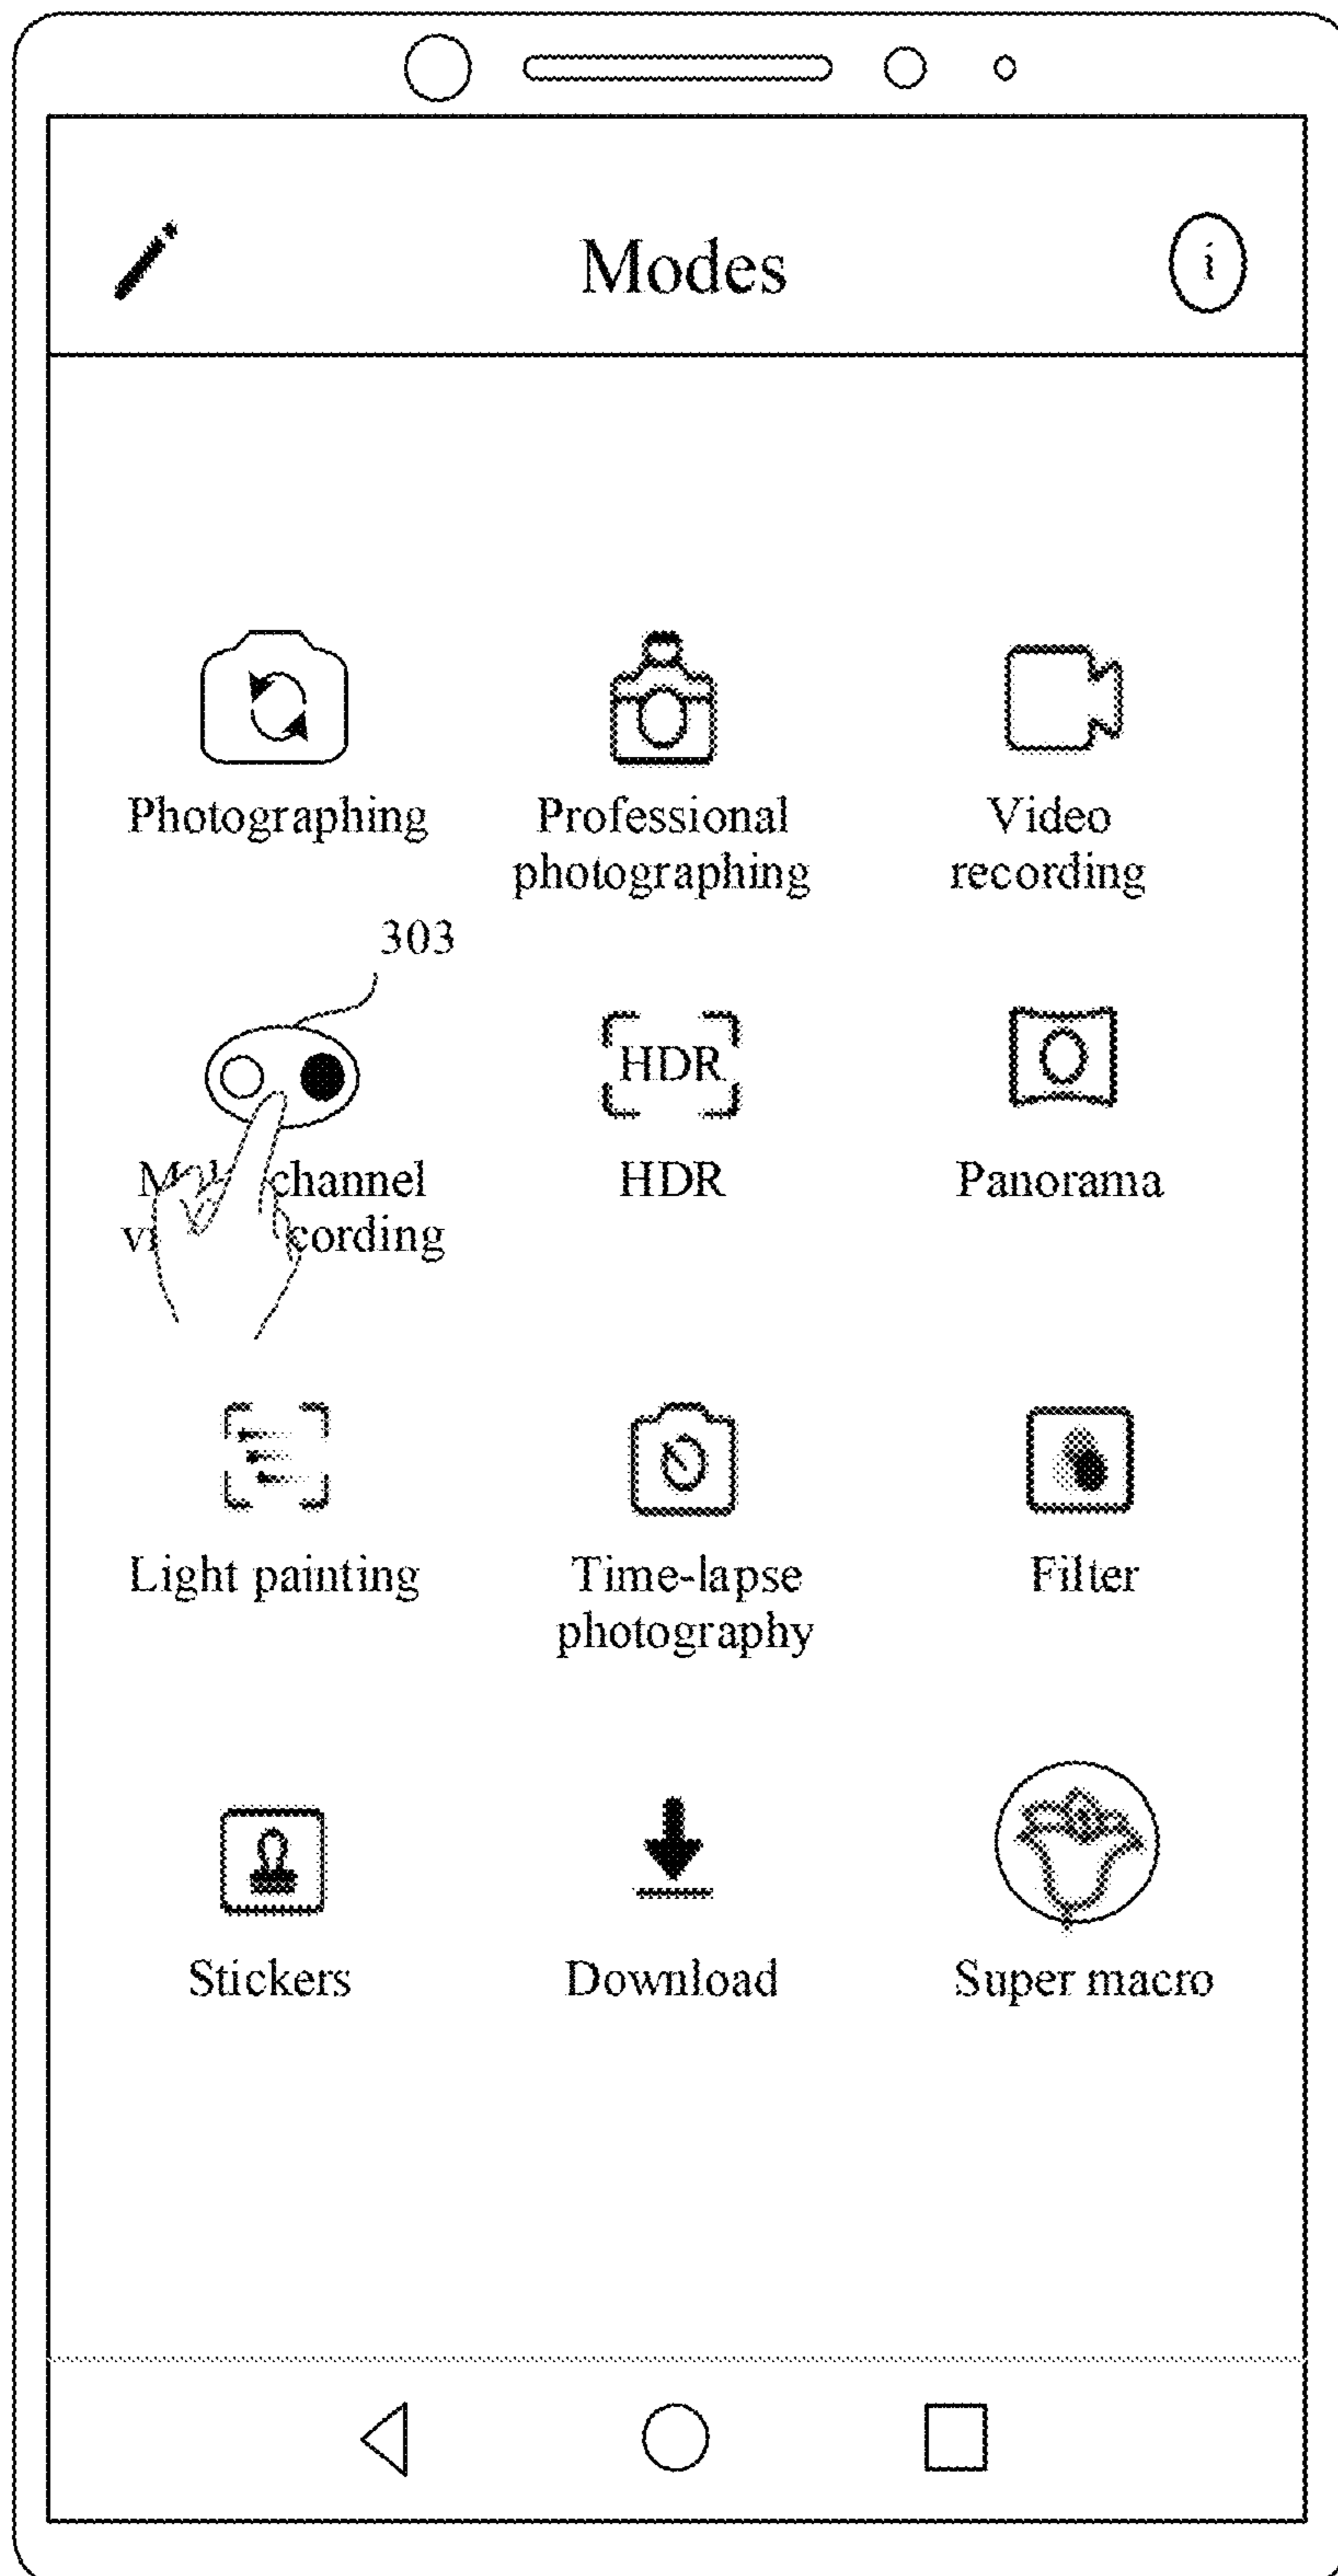 Modes
i
Photographing
Professional
photographing
Video
recording
303
HDR
channel
HDR
Panorama
cording
Light painting
Time-lapse
photography
Filter
Stickers
Download
Super macro